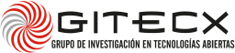 GITECX
GRUPO DE INVESTIGACIÓN EN TECNOLOGÍAS ABIERTAS